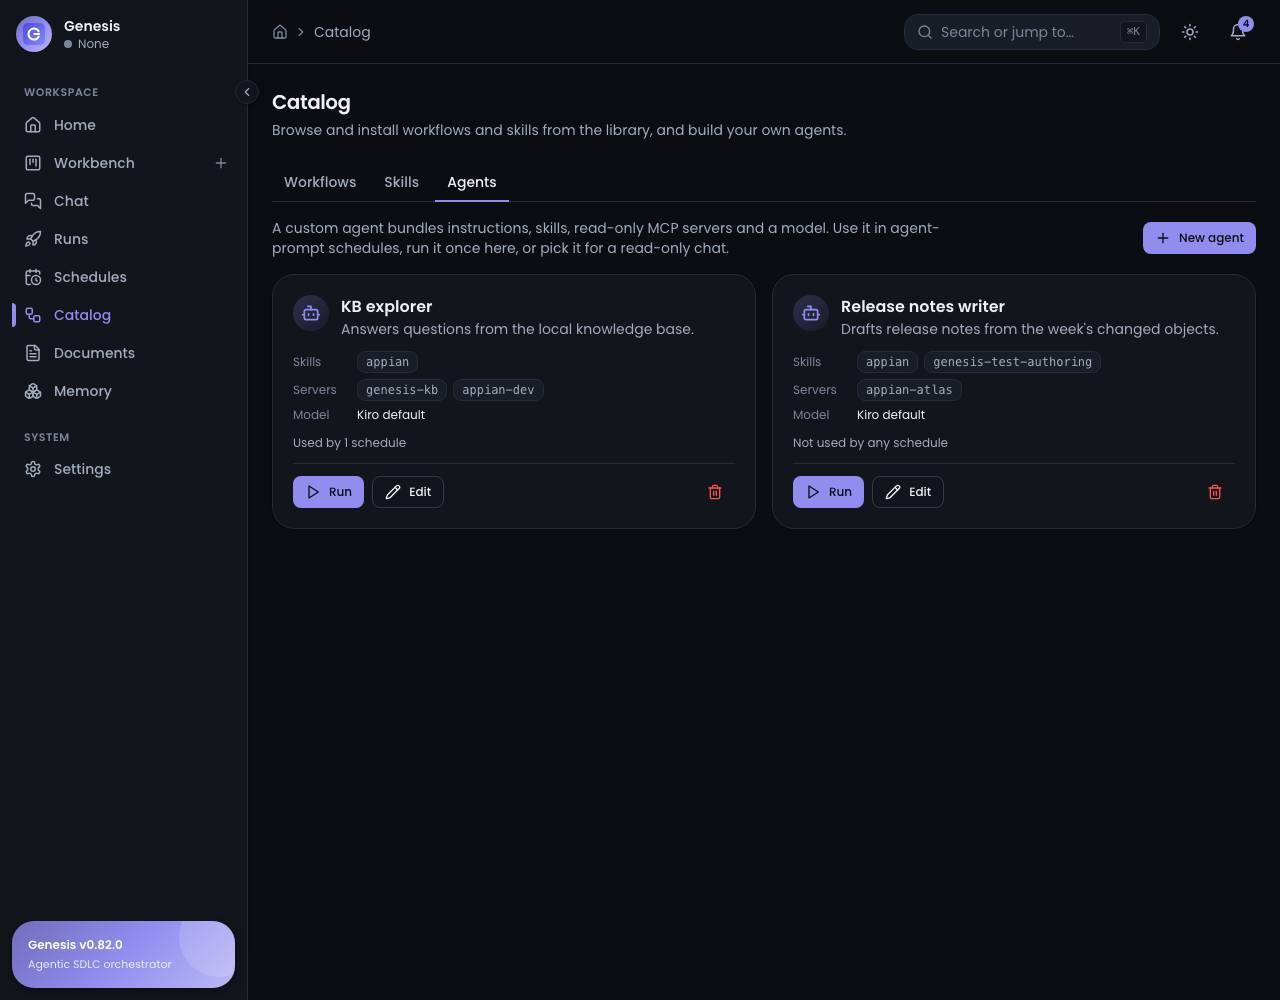 Genesis
None
WORKSPACE
Home
Workbench
Chat
Runs
Schedules
Catalog
Documents
Memory
SYSTEM
Settings
Genesis v0.82.0
Agentic SDLC orchestrator
Catalog
Search or jump to...
⌘K
4
Catalog
Browse and install workflows and skills from the library, and build your own agents.
Workflows
Skills
Agents
A custom agent bundles instructions, skills, read-only MCP servers and a model. Use it in agent-
prompt schedules, run it once here, or pick it for a read-only chat.
New agent
KB explorer
Answers questions from the local knowledge base.
Skills appian
Servers genesis-kb appian-dev
Model Kiro default
Used by 1 schedule
Run
Edit
Release notes writer
Drafts release notes from the week's changed objects.
Skills appian genesis-test-authoring
Servers appian-atlas
Model Kiro default
Not used by any schedule
Run
Edit